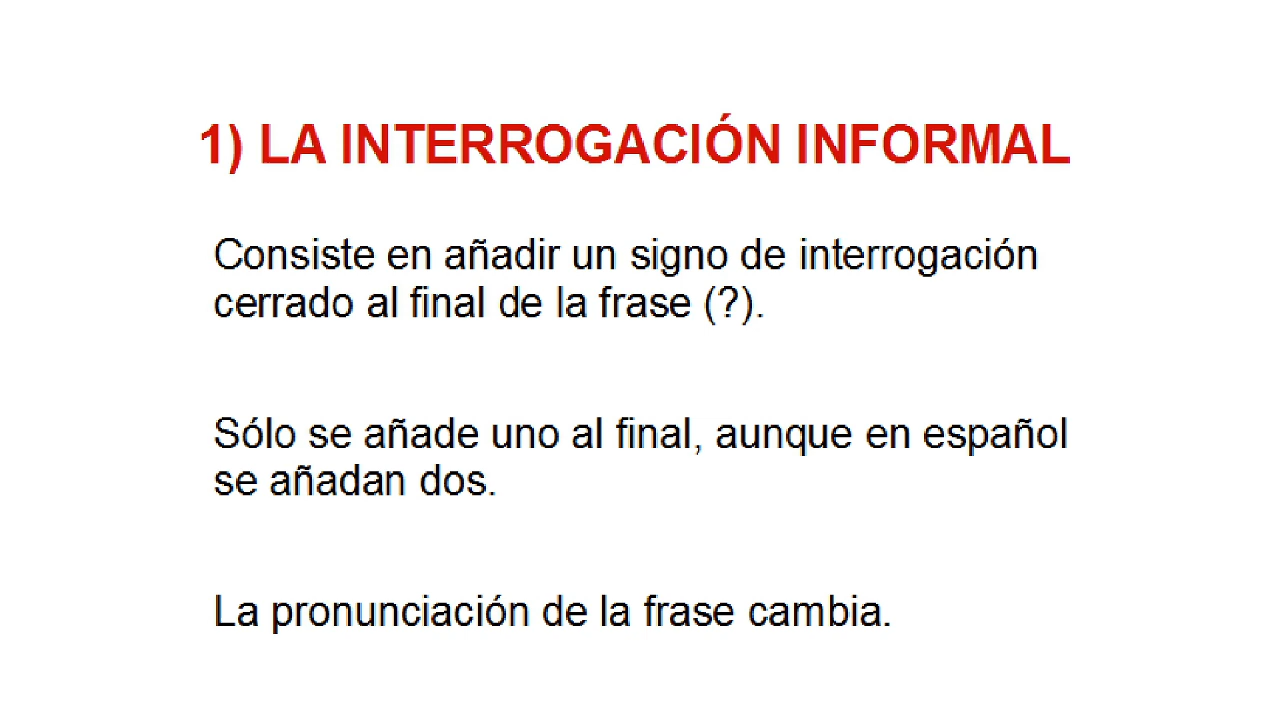 1) LA INTERROGACIÓN INFORMAL
Consiste en añadir un signo de interrogación
cerrado al final de la frase (?).
Sólo se añade uno al final, aunque en español
se añadan dos.
La pronunciación de la frase cambia.